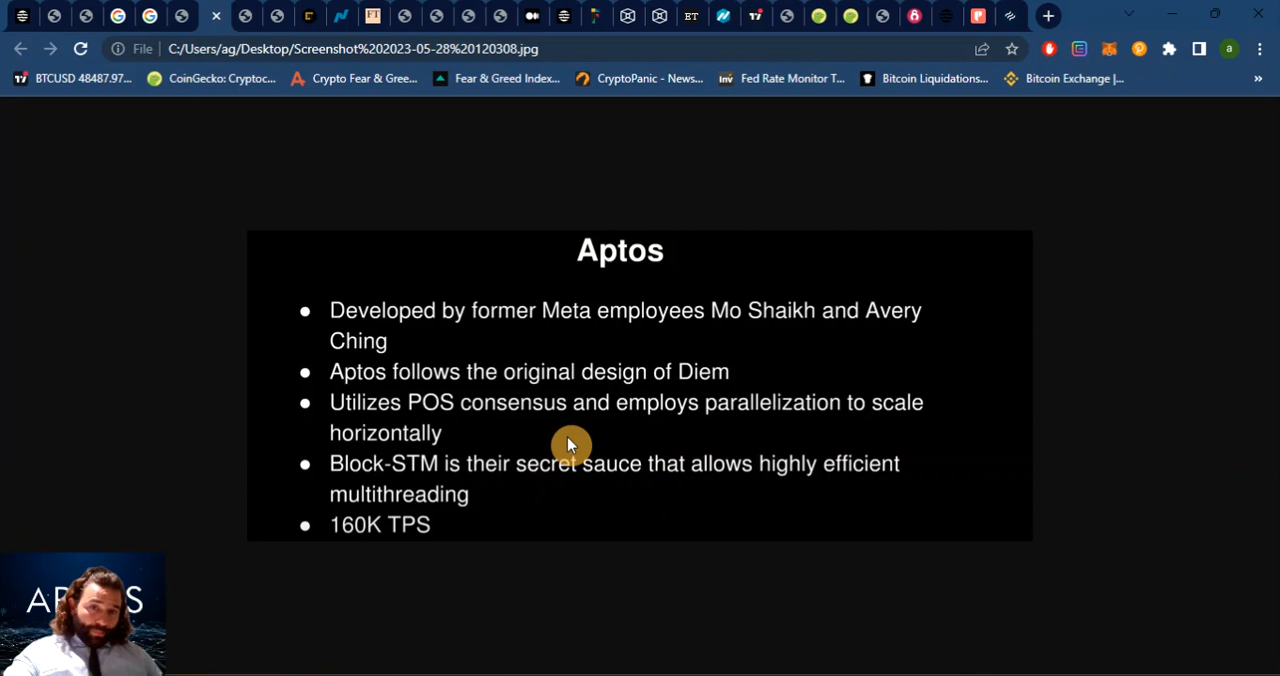 File
C:/Users/ag/Desktop/Screenshot%202023-05-28%20120308.jpg
a
BTCUSD 48487.97...
CoinGecko: Cryptoc...
Crypto Fear & Gree...
Fear & Greed Index...
CryptoPanic - News...
Fed Rate Monitor T...
Bitcoin Liquidations...
Bitcoin Exchange |...
Aptos
● Developed by former Meta employees Mo Shaikh and Avery
Ching
● Aptos follows the original design of Diem
● Utilizes POS consensus and employs parallelization to scale
horizontally
● Block-STM is their secret sauce that allows highly efficient
multithreading
● 160K TPS